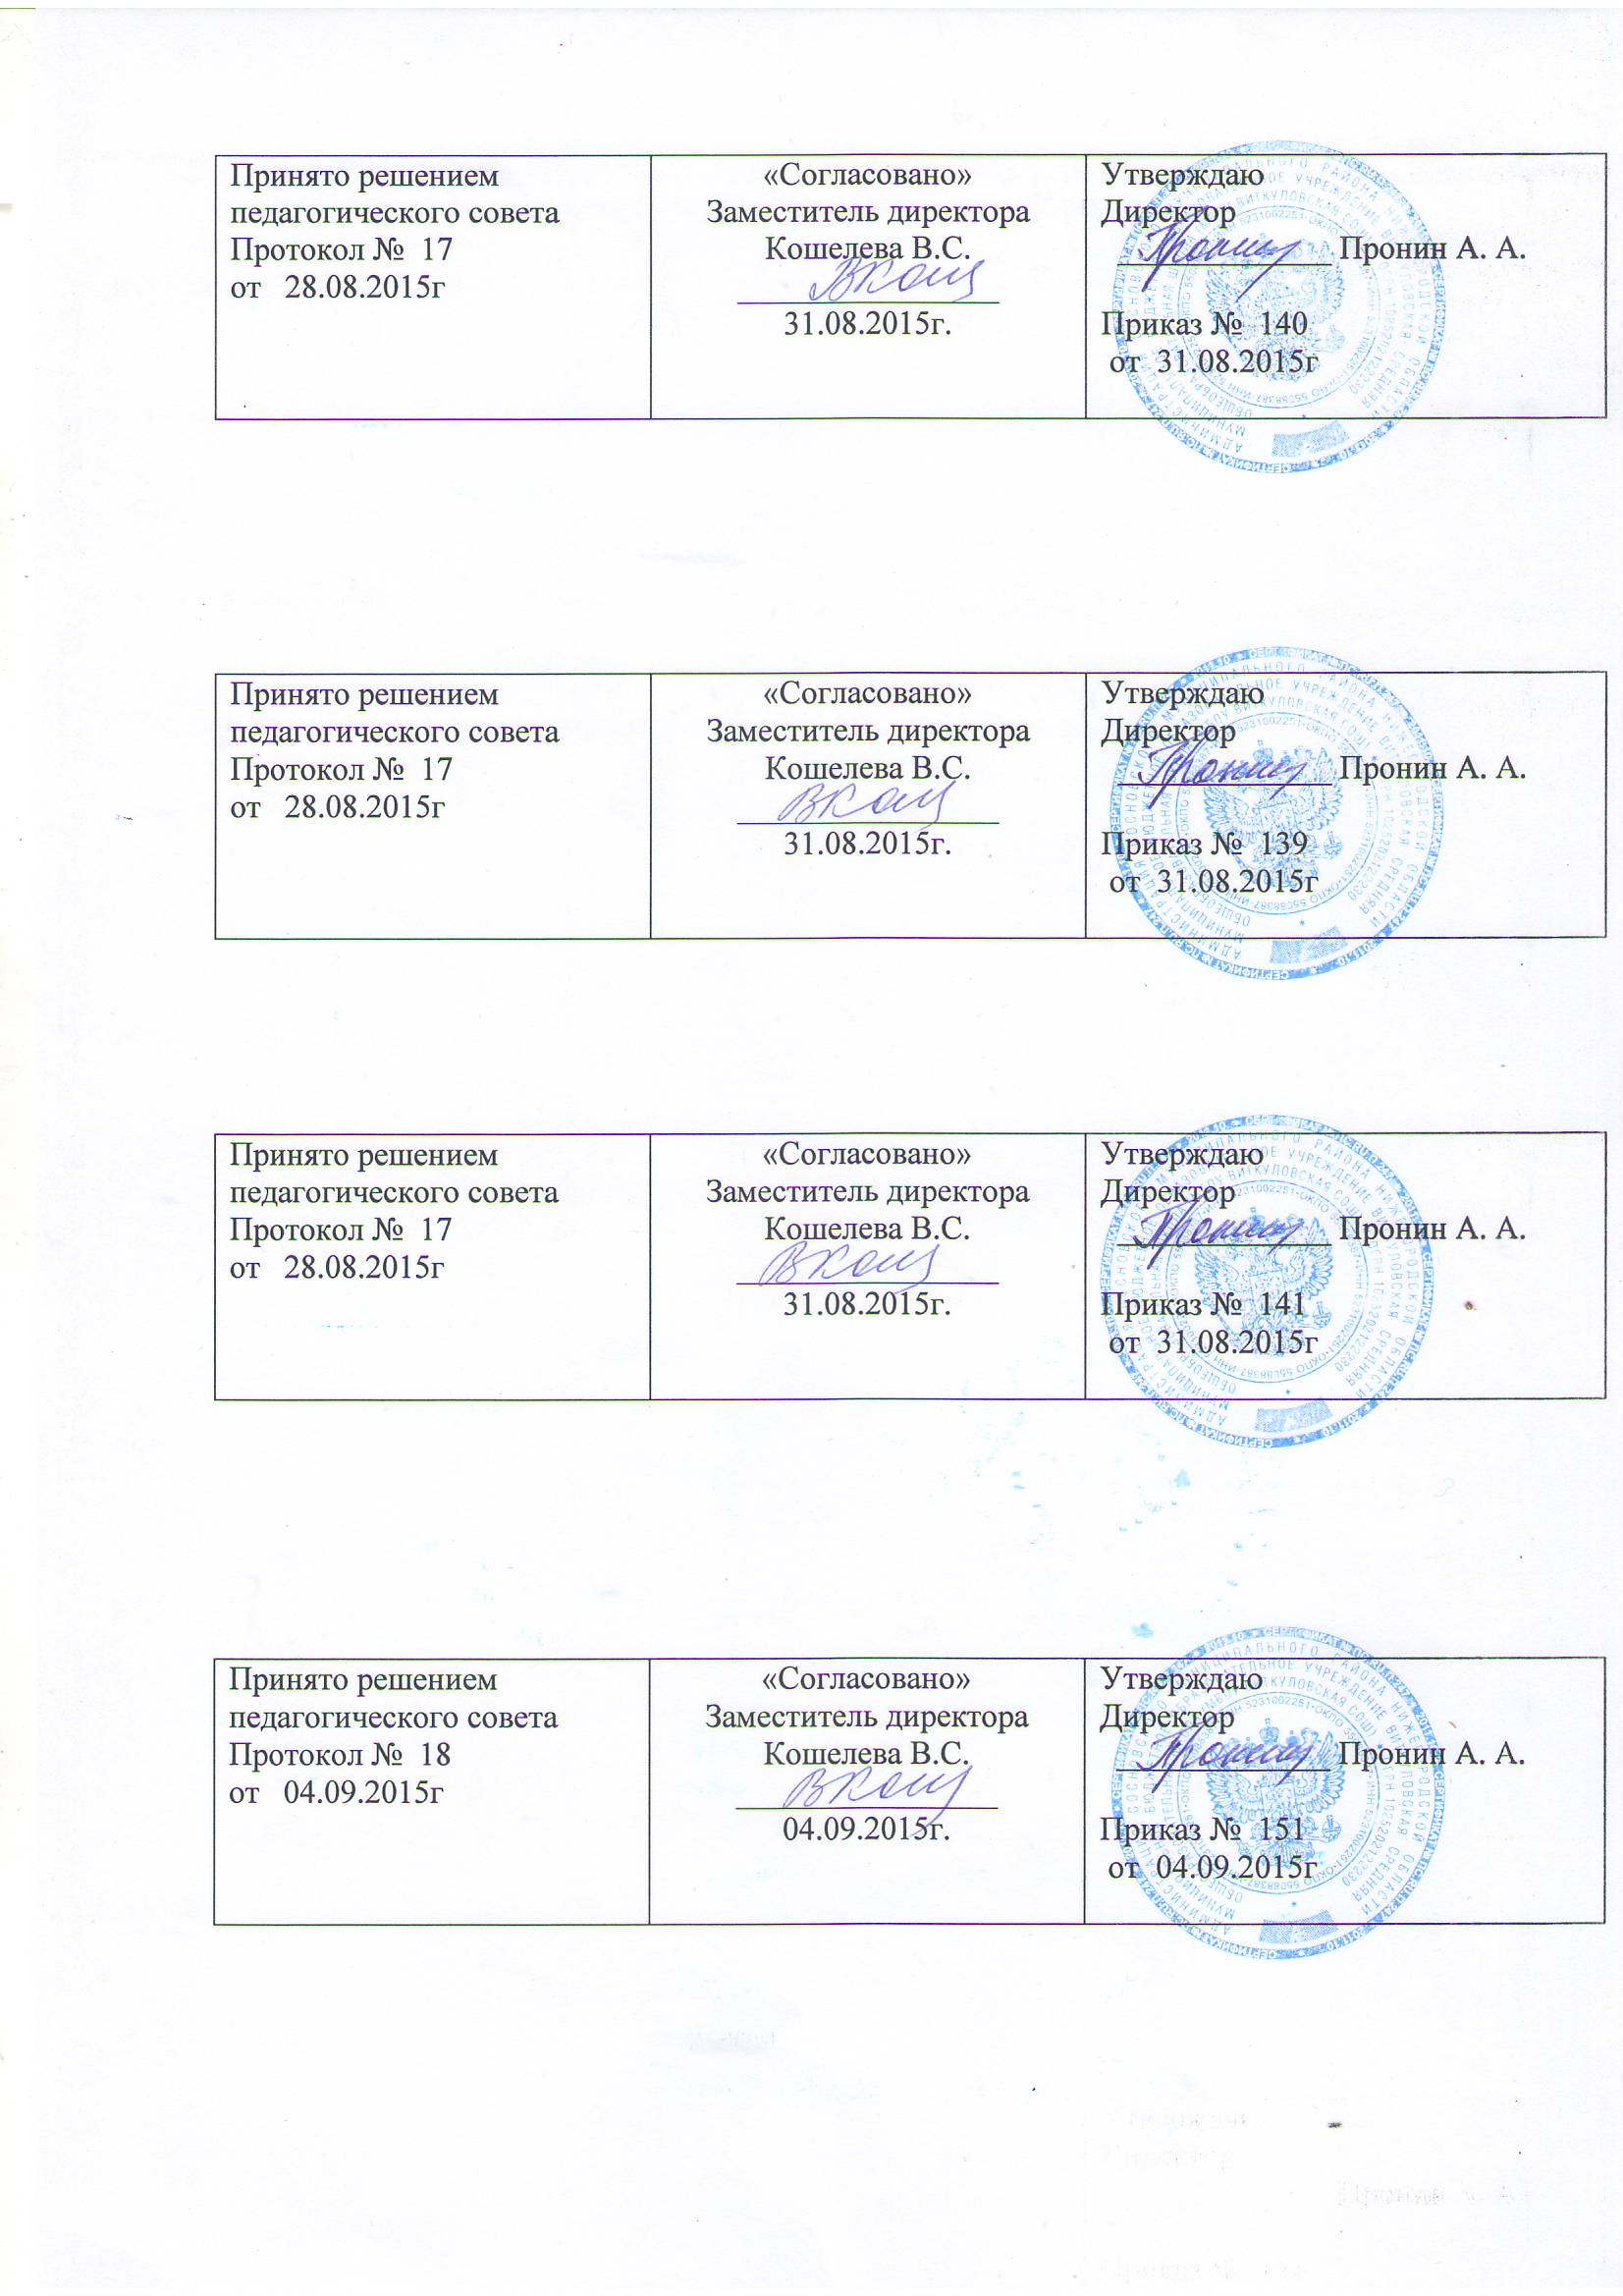 Принято решением
педагогического совета
Протокол № 17
от 28.08.2015г
«Согласовано»
Заместитель директора
Кошелева В.С.
31.08.2015г.
Утверждаю
Директор
Пронин А. А.
Приказ № 140
от 31.08.2015г
Принято решением
педагогического совета
Протокол № 17
от 28.08.2015г
«Согласовано»
Заместитель директора
Кошелева В.С.
31.08.2015г.
Утверждаю
Директор
Пронин А. А.
Приказ № 139
от 31.08.2015г
Принято решением
педагогического совета
Протокол № 17
от 28.08.2015г
«Согласовано»
Заместитель директора
Кошелева В.С.
31.08.2015г.
Утверждаю
Директор
Пронин А. А.
Приказ № 141
от 31.08.2015г
Принято решением
педагогического совета
Протокол № 18
от 04.09.2015г
«Согласовано»
Заместитель директора
Кошелева В.С.
04.09.2015г.
Утверждаю
Директор
Пронин А. А.
Приказ № 151
от 04.09.2015г